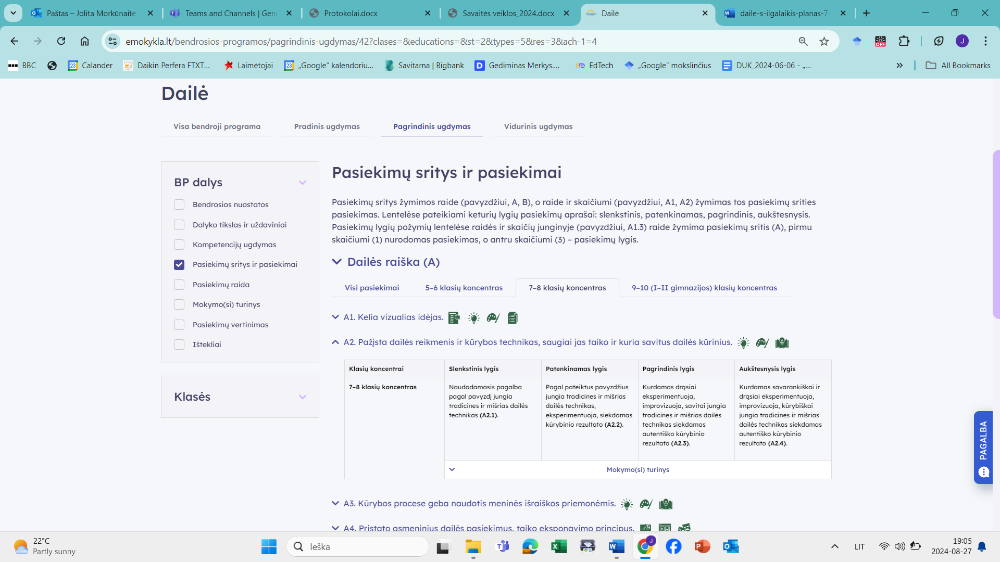 Paštas – Jolita Morkūnaitė
Teams and Channels | Gen
Protokolai.docx
Savaitės veiklos_2024.docx
Dailė
daile-s-ilgalaikis-planas-7-
emokykla.lt/bendrosios-programos/pagrindinis-ugdymas/42?clases=&educations=&st=2&types=5&res=3&ach-1=4
OFF
J
BBC
23 Calander
Daikin Perfera FTXT...
Laimėtojai
23 „Google“ kalendoriu...
Savitarna | Bigbank
D Gediminas Merkys....
EdTech
„Google“ mokslinčius
DUK_2024-06-06 - „...
All Bookmarks
Dailė
Visa bendroji programa
Pradinis ugdymas
Pagrindinis ugdymas
Vidurinis ugdymas
BP dalys
Bendrosios nuostatos
Dalyko tikslas ir uždaviniai
Kompetencijų ugdymas
Pasiekimų sritys ir pasiekimai
Pasiekimų raida
Mokymo(si) turinys
Pasiekimų vertinimas
Ištekliai
Klasės
Pasiekimų sritys ir pasiekimai
Pasiekimų sritys žymimos raide (pavyzdžiui, A, B), o raide ir skaičiumi (pavyzdžiui, A1, A2) žymimas tos pasiekimų srities
pasiekimas. Lentelėse pateikiami keturių lygių pasiekimų aprašai: slenkstinis, patenkinamas, pagrindinis, aukštesnysis.
Pasiekimų lygių požymių lentelėse raidės ir skaičių junginyje (pavyzdžiui, A1.3) raide žymima pasiekimų sritis (A), pirmu
skaičiumi (1) nurodomas pasiekimas, o antru skaičiumi (3) – pasiekimų lygis.
Dailės raiška (A)
Visi pasiekimai
5–6 klasių koncentras
7–8 klasių koncentras
9–10 (I–II gimnazijos) klasių koncentras
A1. Kelia vizualias idėjas.
A2. Pažįsta dailės reikmenis ir kūrybos technikas, saugiai jas taiko ir kuria savitus dailės kūrinius.
Klasių koncentrai
Slenkstinis lygis
Patenkinamas lygis
Pagrindinis lygis
Aukštesnysis lygis
7–8 klasių koncentras
Naudodamasis pagalba
pagal pavyzdį jungia
tradicines ir mišrias dailės
technikas (A2.1).
Pagal pateiktus pavyzdžius
jungia tradicines ir mišrias
dailės technikas,
eksperimentuoja, siekdamas
kūrybinio rezultato (A2.2).
Kurdamas drąsiai
eksperimentuoja,
improvizuoja, savitai jungia
tradicines ir mišrias dailės
technikas siekdamas
autentiško kūrybinio
rezultato (A2.3).
Kurdamas savarankiškai ir
drąsiai eksperimentuoja,
improvizuoja, kūrybiškai
jungia tradicines ir mišrias
dailės technikas siekdamas
autentiško kūrybinio
rezultato (A2.4).
Mokymo(si) turinys
A3. Kūrybos procese geba naudotis meninės išraiškos priemonėmis.
A4. Pristato asmeninius dailės pasiekimus, taiko eksponavimo principus.
PAGALBA
22°C
Partly sunny
Ieška
LIT
19:05
2024-08-27